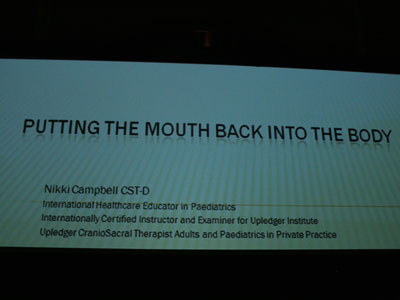 PUTTING THE MOUTH BACK INTO THE BODY
Nikki Campbell CST-D
International Healthcare Educator in Paediatrics
Internationally Certified Instructor and Examiner for Upledger Institute
Upledger CranioSacral Therapist Adults and Paediatrics in Private Practice